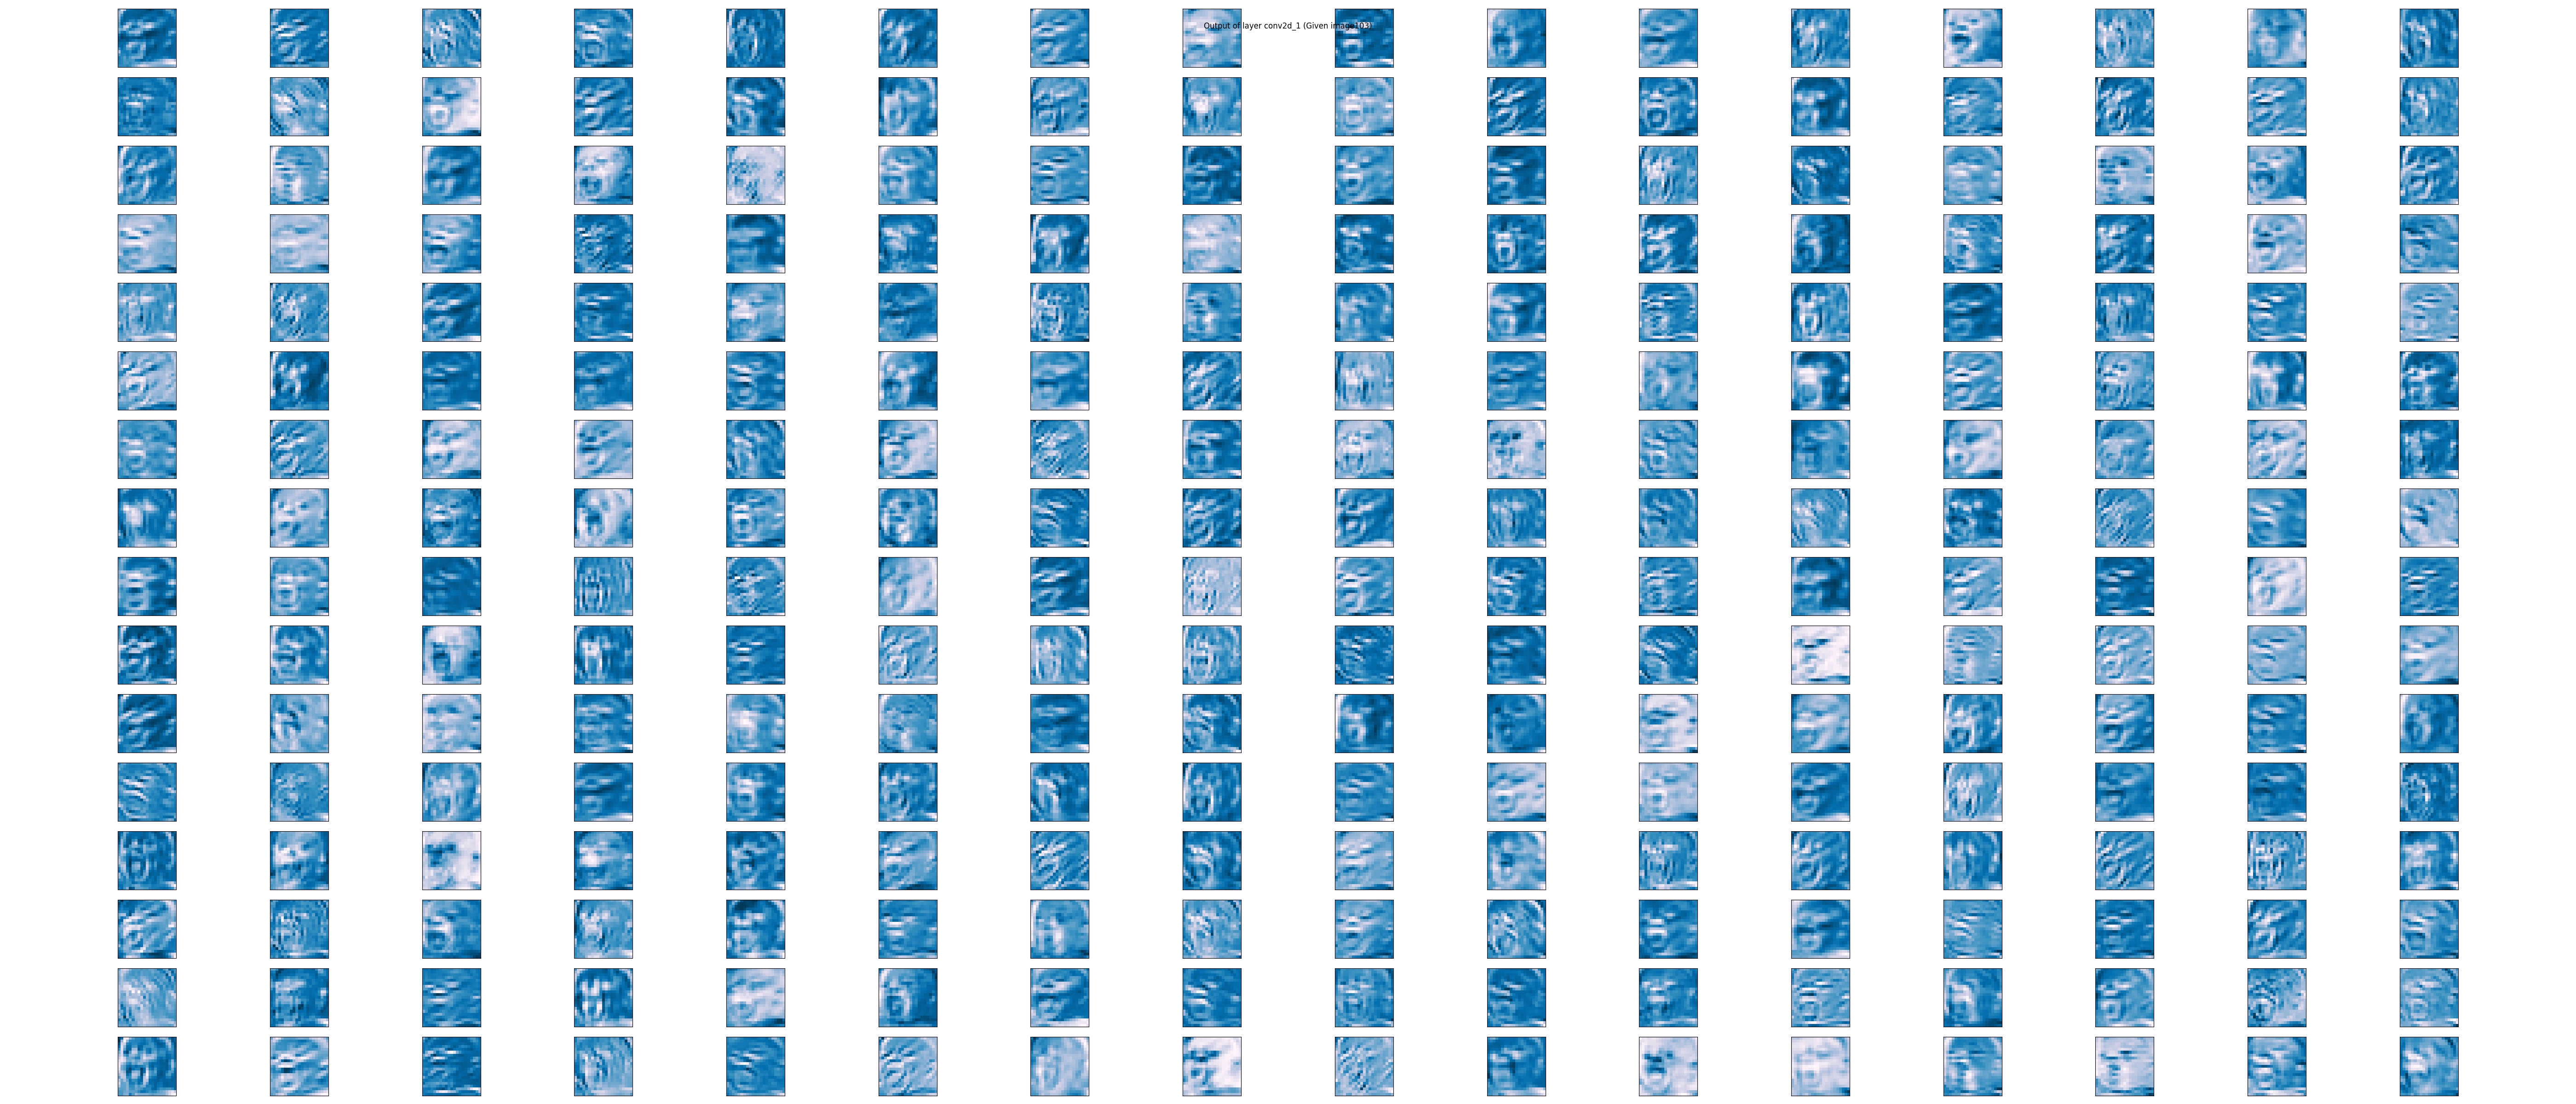 Output of layer conv2d_1 (Given image103)